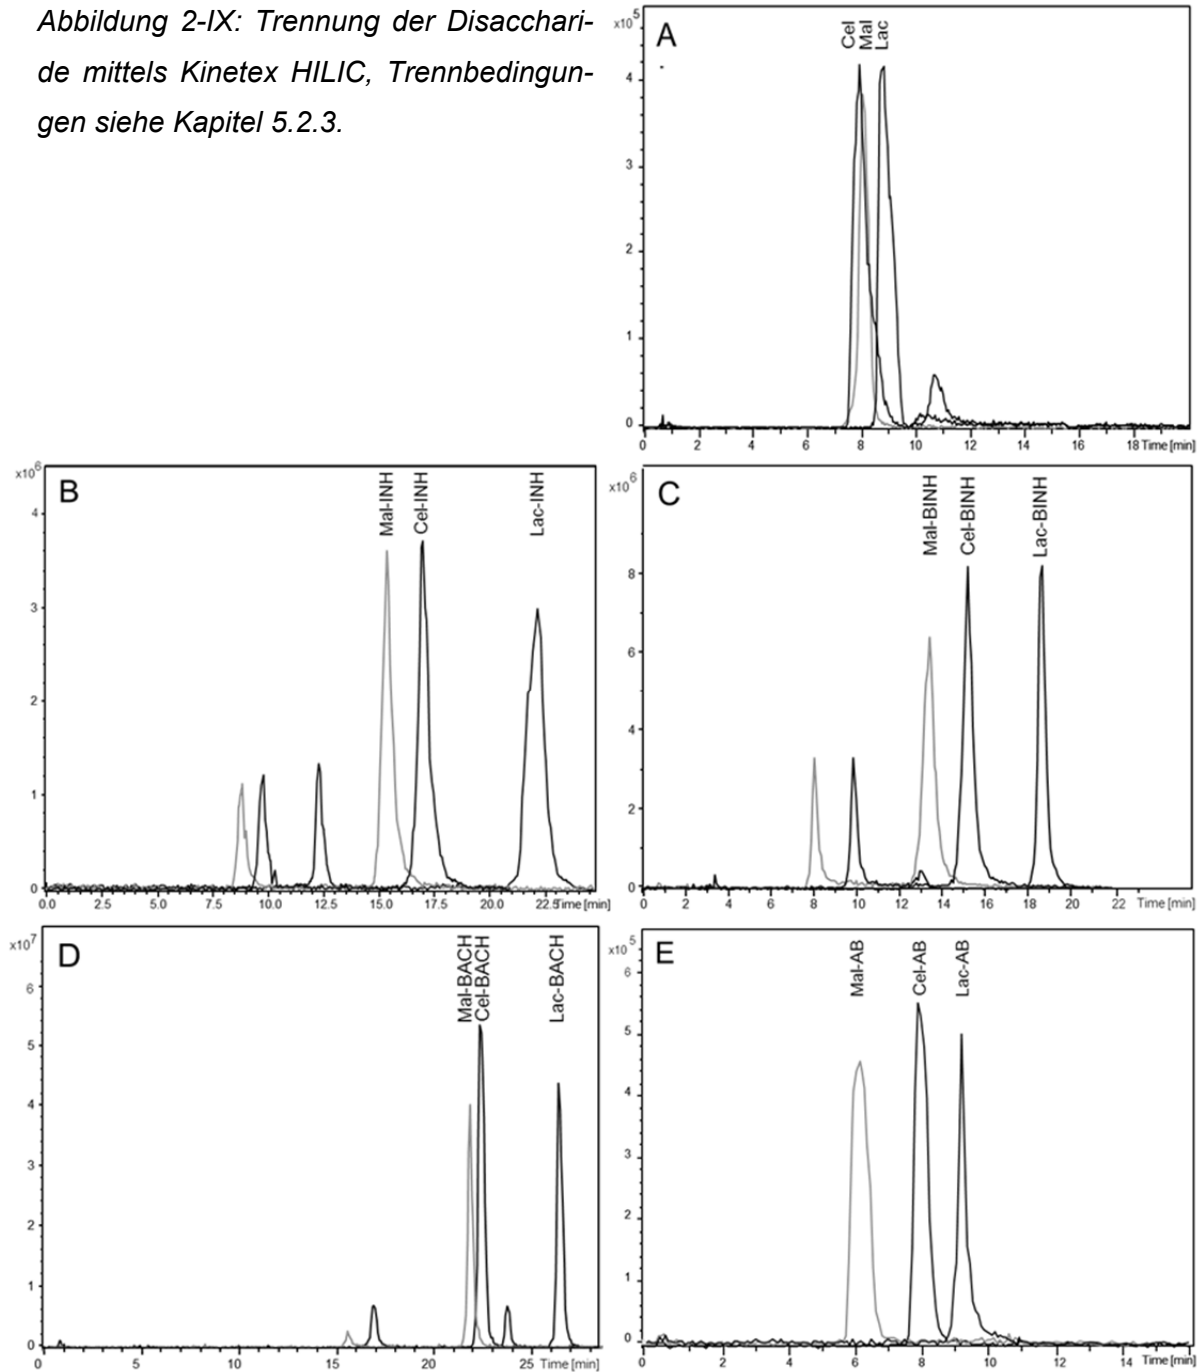 Abbildung 2-IX: Trennung der Disacchari-
de mittels Kinetex HILIC, Trennbedingun-
gen siehe Kapitel 5.2.3.
x10 5
A
Cel
Mal
Lac
4
3
2
1
0
0 2 4 6 8 10 12 14 16 18 Time [min]
x10 6
B
Mal-INH
Cel-INH
Lac-INH
4
3
2
1
0
0.0 2.5 5.0 7.5 10.0 12.5 15.0 17.5 20.0 22.5 Time [min]
x10 6
C
Mal-BINH
Cel-BINH
Lac-BINH
8
6
4
2
0
0 2 4 6 8 10 12 14 16 18 20 22 Time [min]
x10 7
D
Mal-BACH
Cel-BACH
Lac-BACH
6
5
4
3
2
1
0
5 10 15 20 25 Time [min]
x10 5
E
Mal-AB
Cel-AB
Lac-AB
6
5
4
3
2
1
0
0 2 4 6 8 10 12 14 Time [min]